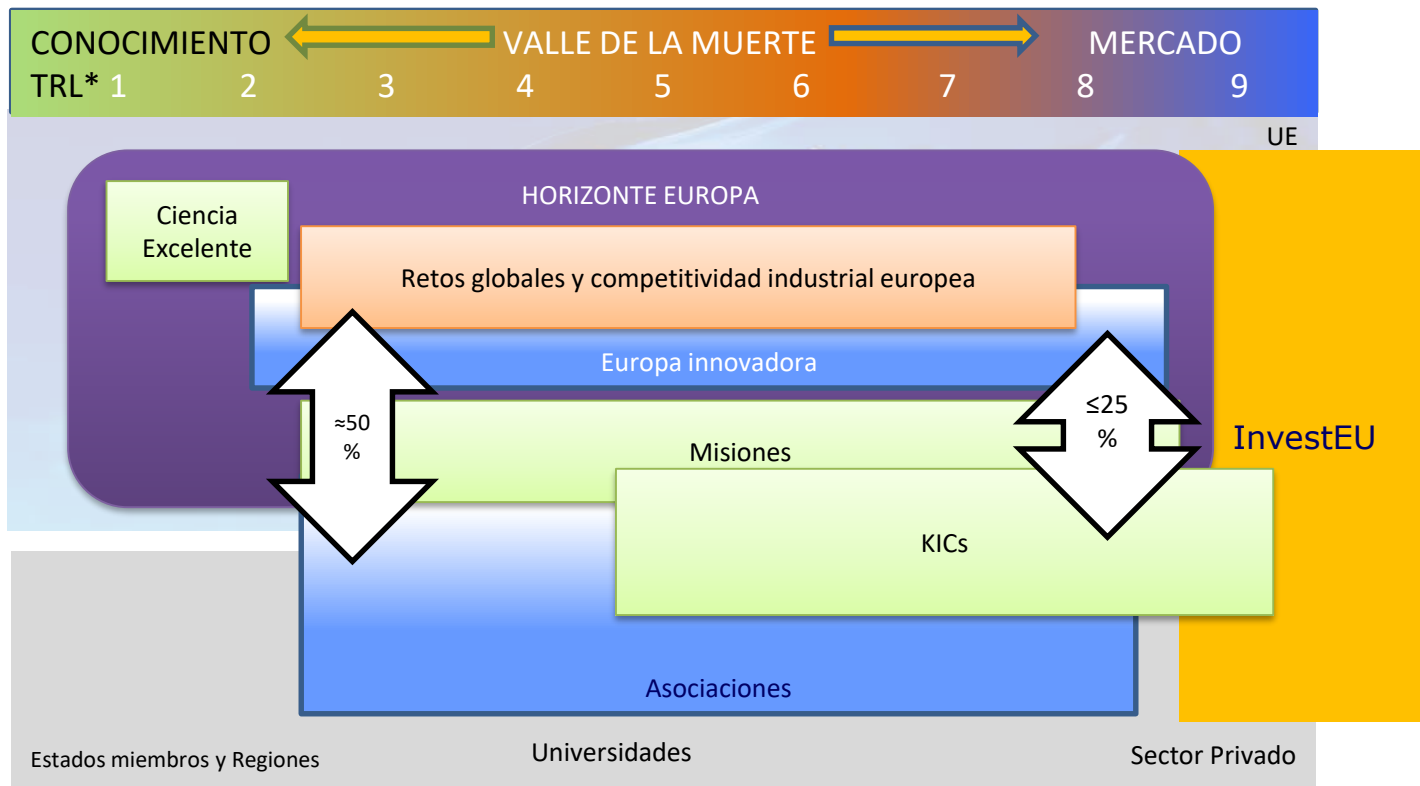 CONOCIMIENTO VALLE DE LA MUERTE MERCADO
TRL* 1 2 3 4 5 6 7 8 9
UE
HORIZONTE EUROPA
Ciencia
Excelente
Retos globales y competitividad industrial europea
Europa innovadora
≈50
%
≤25
%
Misiones
InvestEU
KICs
Asociaciones
Estados miembros y Regiones
Universidades
Sector Privado